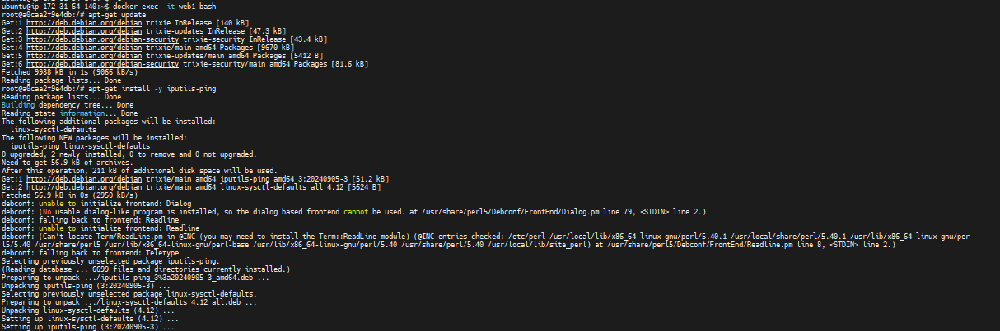 ubuntu@ip-172-31-64-140:~$ docker exec -it web1 bash
root@a0caa2f9e4db:/# apt-get update
Get:1 http://deb.debian.org/debian trixie InRelease [140 kB]
Get:2 http://deb.debian.org/debian trixie-updates InRelease [47.3 kB]
Get:3 http://deb.debian.org/debian-security trixie-security InRelease [43.4 kB]
Get:4 http://deb.debian.org/debian trixie/main amd64 Packages [9670 kB]
Get:5 http://deb.debian.org/debian trixie-updates/main amd64 Packages [5412 B]
Get:6 http://deb.debian.org/debian-security trixie-security/main amd64 Packages [81.6 kB]
Fetched 9988 kB in 1s (9066 kB/s)
Reading package lists... Done
root@a0caa2f9e4db:/# apt-get install -y iputils-ping
Reading package lists... Done
Building dependency tree... Done
Reading state information... Done
The following additional packages will be installed:
  linux-sysctl-defaults
The following NEW packages will be installed:
  iputils-ping linux-sysctl-defaults
0 upgraded, 2 newly installed, 0 to remove and 0 not upgraded.
Need to get 56.9 kB of archives.
After this operation, 211 kB of additional disk space will be used.
Get:1 http://deb.debian.org/debian trixie/main amd64 iputils-ping amd64 3:20240905-3 [51.2 kB]
Get:2 http://deb.debian.org/debian trixie/main amd64 linux-sysctl-defaults all 4.12 [5624 B]
Fetched 56.9 kB in 0s (2950 kB/s)
debconf: unable to initialize frontend: Dialog
debconf: (No usable dialog-like program is installed, so the dialog based frontend cannot be used. at /usr/share/perl5/Debconf/FrontEnd/Dialog.pm line 79, <STDIN> line 2.)
debconf: falling back to frontend: Readline
debconf: unable to initialize frontend: Readline
debconf: (Can't locate Term/ReadLine.pm in @INC (you may need to install the Term::ReadLine module) (@INC entries checked: /etc/perl /usr/local/lib/x86_64-linux-gnu/perl/5.40.1 /usr/local/share/perl/5.40.1 /usr/lib/x86_64-linux-gnu/per
l5/5.40 /usr/share/perl5 /usr/lib/x86_64-linux-gnu/perl-base /usr/lib/x86_64-linux-gnu/perl/5.40 /usr/share/perl/5.40 /usr/local/lib/site_perl) at /usr/share/perl5/Debconf/FrontEnd/Readline.pm line 8, <STDIN> line 2.)
debconf: falling back to frontend: Teletype
Selecting previously unselected package iputils-ping.
(Reading database ... 6699 files and directories currently installed.)
Preparing to unpack .../iputils-ping_3%3a20240905-3_amd64.deb ...
Unpacking iputils-ping (3:20240905-3) ...
Selecting previously unselected package linux-sysctl-defaults.
Preparing to unpack .../linux-sysctl-defaults_4.12_all.deb ...
Unpacking linux-sysctl-defaults (4.12) ...
Setting up linux-sysctl-defaults (4.12) ...
Setting up iputils-ping (3:20240905-3) ...